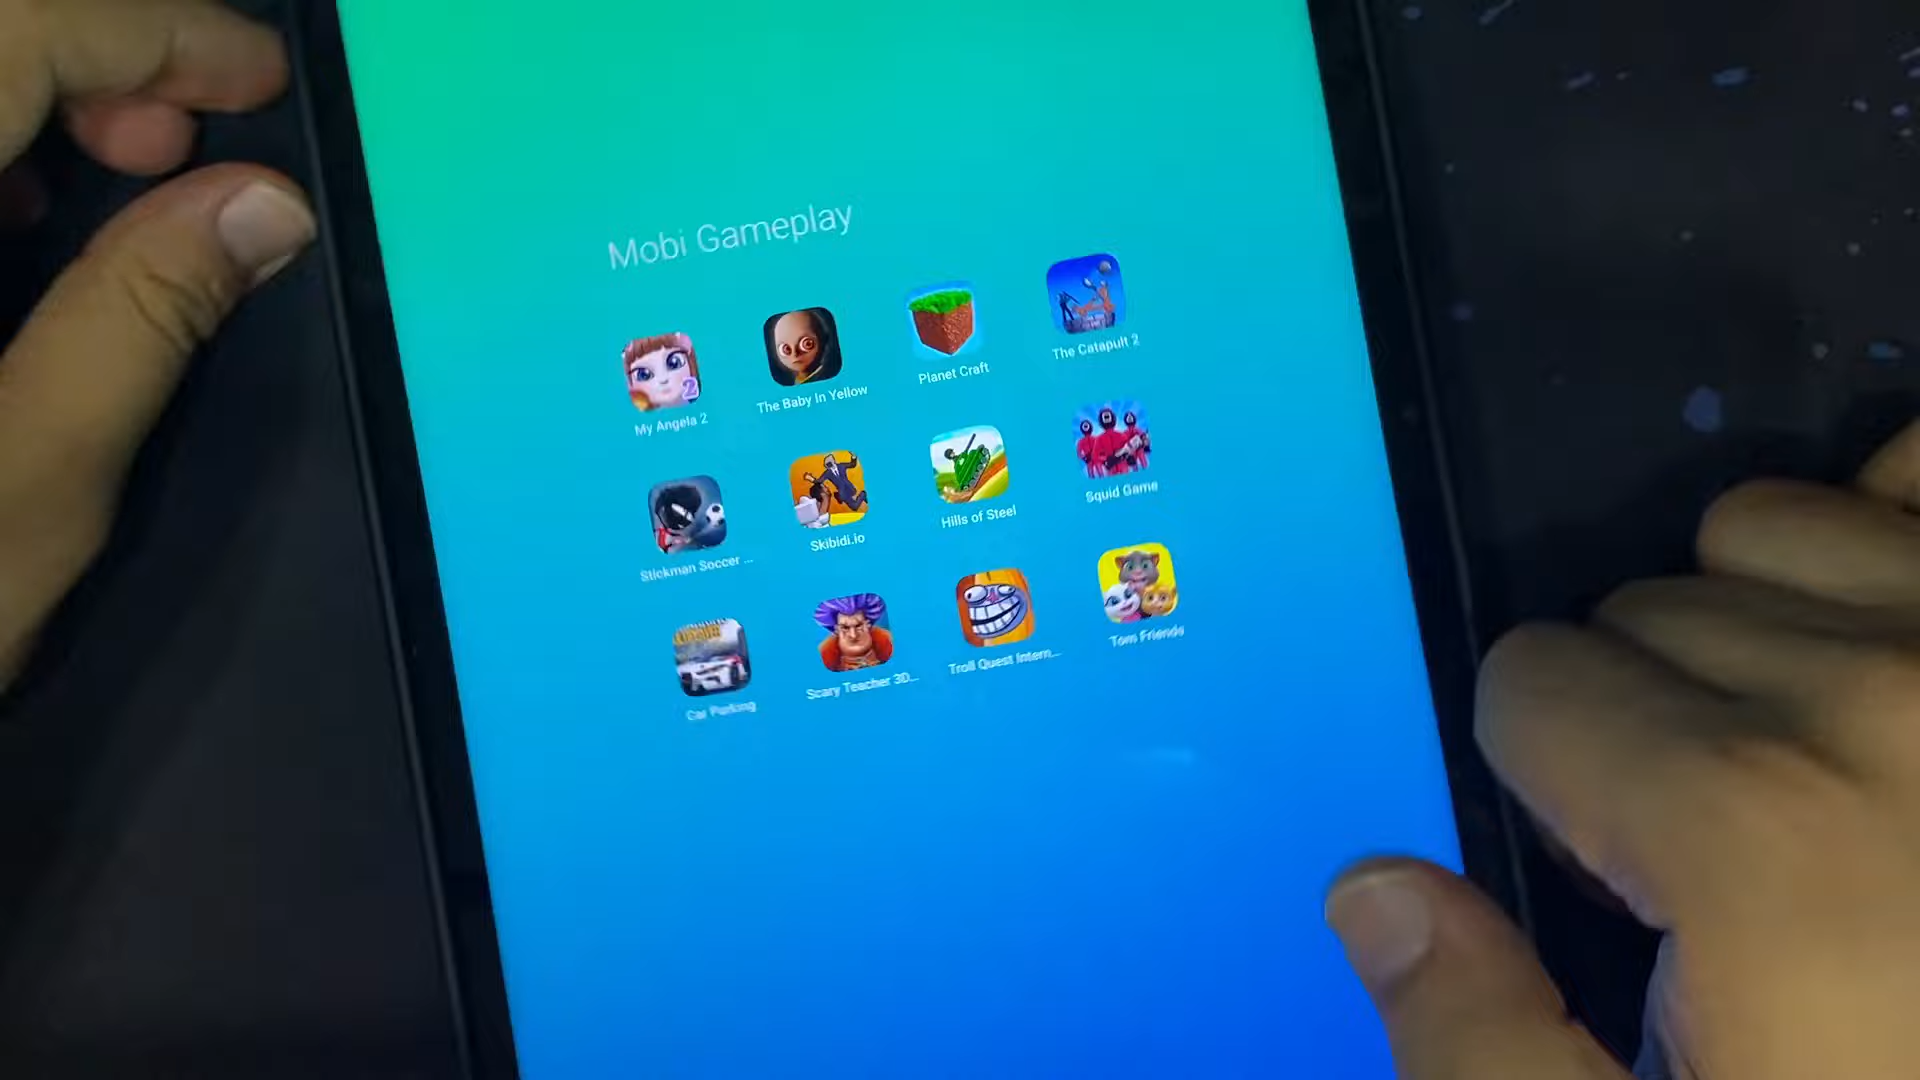 Mobi Gameplay
My Angela 2
The Baby In Yellow
Planet Craft
The Catapult 2
Stickman Soccer ...
Skibidi.io
Hills of Steel
Squid Game
Car Parking
Scary Teacher 3D...
Troll Quest Intern...
Tom Friends
2